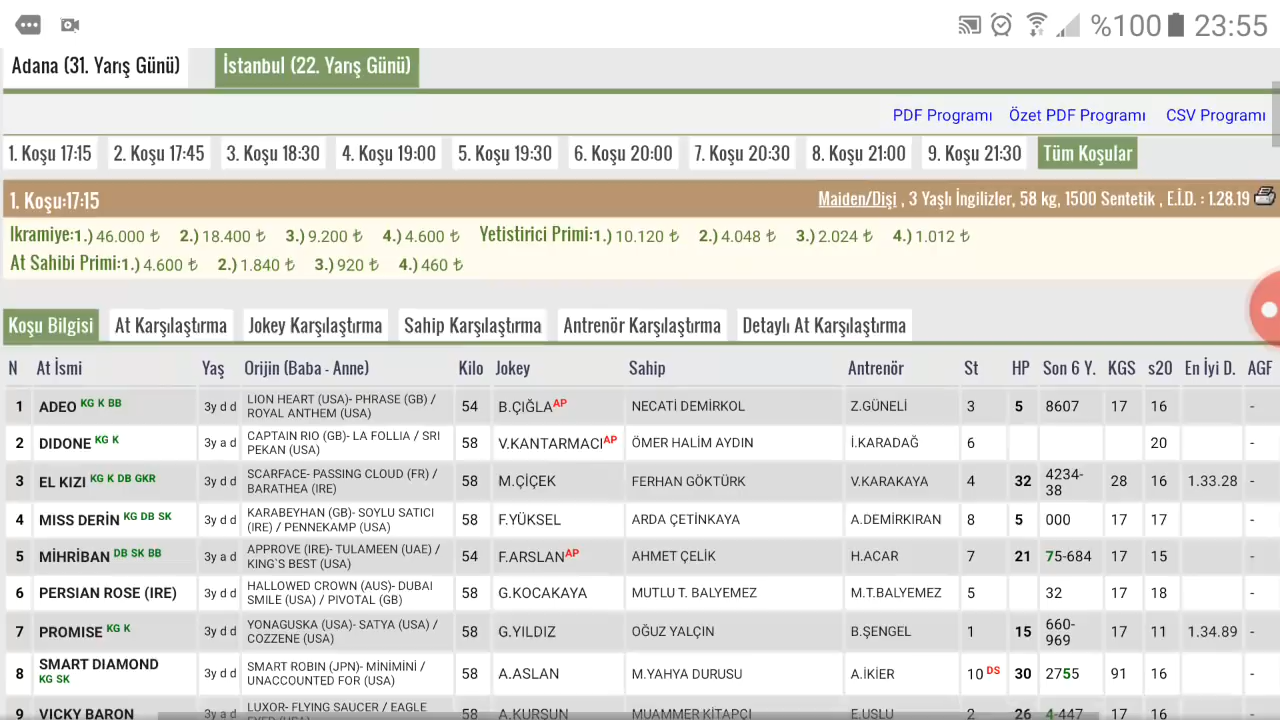 %100 23:55
Adana (31. Yarış Günü) İstanbul (22. Yarış Günü)
PDF Programı Özet PDF Programı CSV Programı
1. Koşu 17:15 2. Koşu 17:45 3. Koşu 18:30 4. Koşu 19:00 5. Koşu 19:30 6. Koşu 20:00 7. Koşu 20:30 8. Koşu 21:00 9. Koşu 21:30 Tüm Koşular
1. Koşu:17:15 Maiden/Dişi , 3 Yaşlı İngilizler, 58 kg, 1500 Sentetik , E.İ.D. : 1.28.19
Ikramiye:1.) 46.000 ₺ 2.) 18.400 ₺ 3.) 9.200 ₺ 4.) 4.600 ₺ Yetistirici Primi:1.) 10.120 ₺ 2.) 4.048 ₺ 3.) 2.024 ₺ 4.) 1.012 ₺
At Sahibi Primi:1.) 4.600 ₺ 2.) 1.840 ₺ 3.) 920 ₺ 4.) 460 ₺
Koşu Bilgisi At Karşılaştırma Jokey Karşılaştırma Sahip Karşılaştırma Antrenör Karşılaştırma Detaylı At Karşılaştırma
N At İsmi Yaş Orijin (Baba - Anne) Kilo Jokey Sahip Antrenör St HP Son 6 Y. KGS s20 En İyi D. AGF
1 ADEO KG K BB 3y d d LION HEART (USA)- PHRASE (GB) / ROYAL ANTHEM (USA) 54 B.ÇIĞLA AP NECATİ DEMİRKOL Z.GÜNELİ 3 5 8607 17 16 -
2 DIDONE KG K 3y a d CAPTAIN RIO (GB)- LA FOLLIA / SRI PEKAN (USA) 58 V.KANTARMACI AP ÖMER HALİM AYDIN İ.KARADAĞ 6 20 -
3 EL KIZI KG K DB GKR 3y d d SCARFACE- PASSING CLOUD (FR) / BARATHEA (IRE) 58 M.ÇİÇEK FERHAN GÖKTÜRK V.KARAKAYA 4 32 4234-38 28 16 1.33.28 -
4 MISS DERİN KG DB SK 3y d d KARABEYHAN (GB)- SOYLU SATICI (IRE) / PENNEKAMP (USA) 58 F.YÜKSEL ARDA ÇETİNKAYA A.DEMİRKIRAN 8 5 000 17 17 -
5 MİHRİBAN DB SK BB 3y a d APPROVE (IRE)- TULAMEEN (UAE) / KING`S BEST (USA) 54 F.ARSLAN AP AHMET ÇELİK H.ACAR 7 21 75-684 17 15 -
6 PERSIAN ROSE (IRE) 3y d d HALLOWED CROWN (AUS)- DUBAI SMILE (USA) / PIVOTAL (GB) 58 G.KOCAKAYA MUTLU T. BALYEMEZ M.T.BALYEMEZ 5 32 17 18 -
7 PROMISE KG K 3y d d YONAGUSKA (USA)- SATYA (USA) / COZZENE (USA) 58 G.YILDIZ OĞUZ YALÇIN B.ŞENGEL 1 15 660-969 17 11 1.34.89 -
8 SMART DIAMOND KG SK 3y d d SMART ROBIN (JPN)- MİNİMİNİ / UNACCOUNTED FOR (USA) 58 A.ASLAN M.YAHYA DURUSU A.İKİER 10 DS 30 2755 91 16 -
9 VICKY BARON 3y a d LUXOR- FLYING SAUCER / EAGLE 58 A.KURŞUN MUAMMER KİTAPÇI E.USLU 2 26 4-447 17 14 -